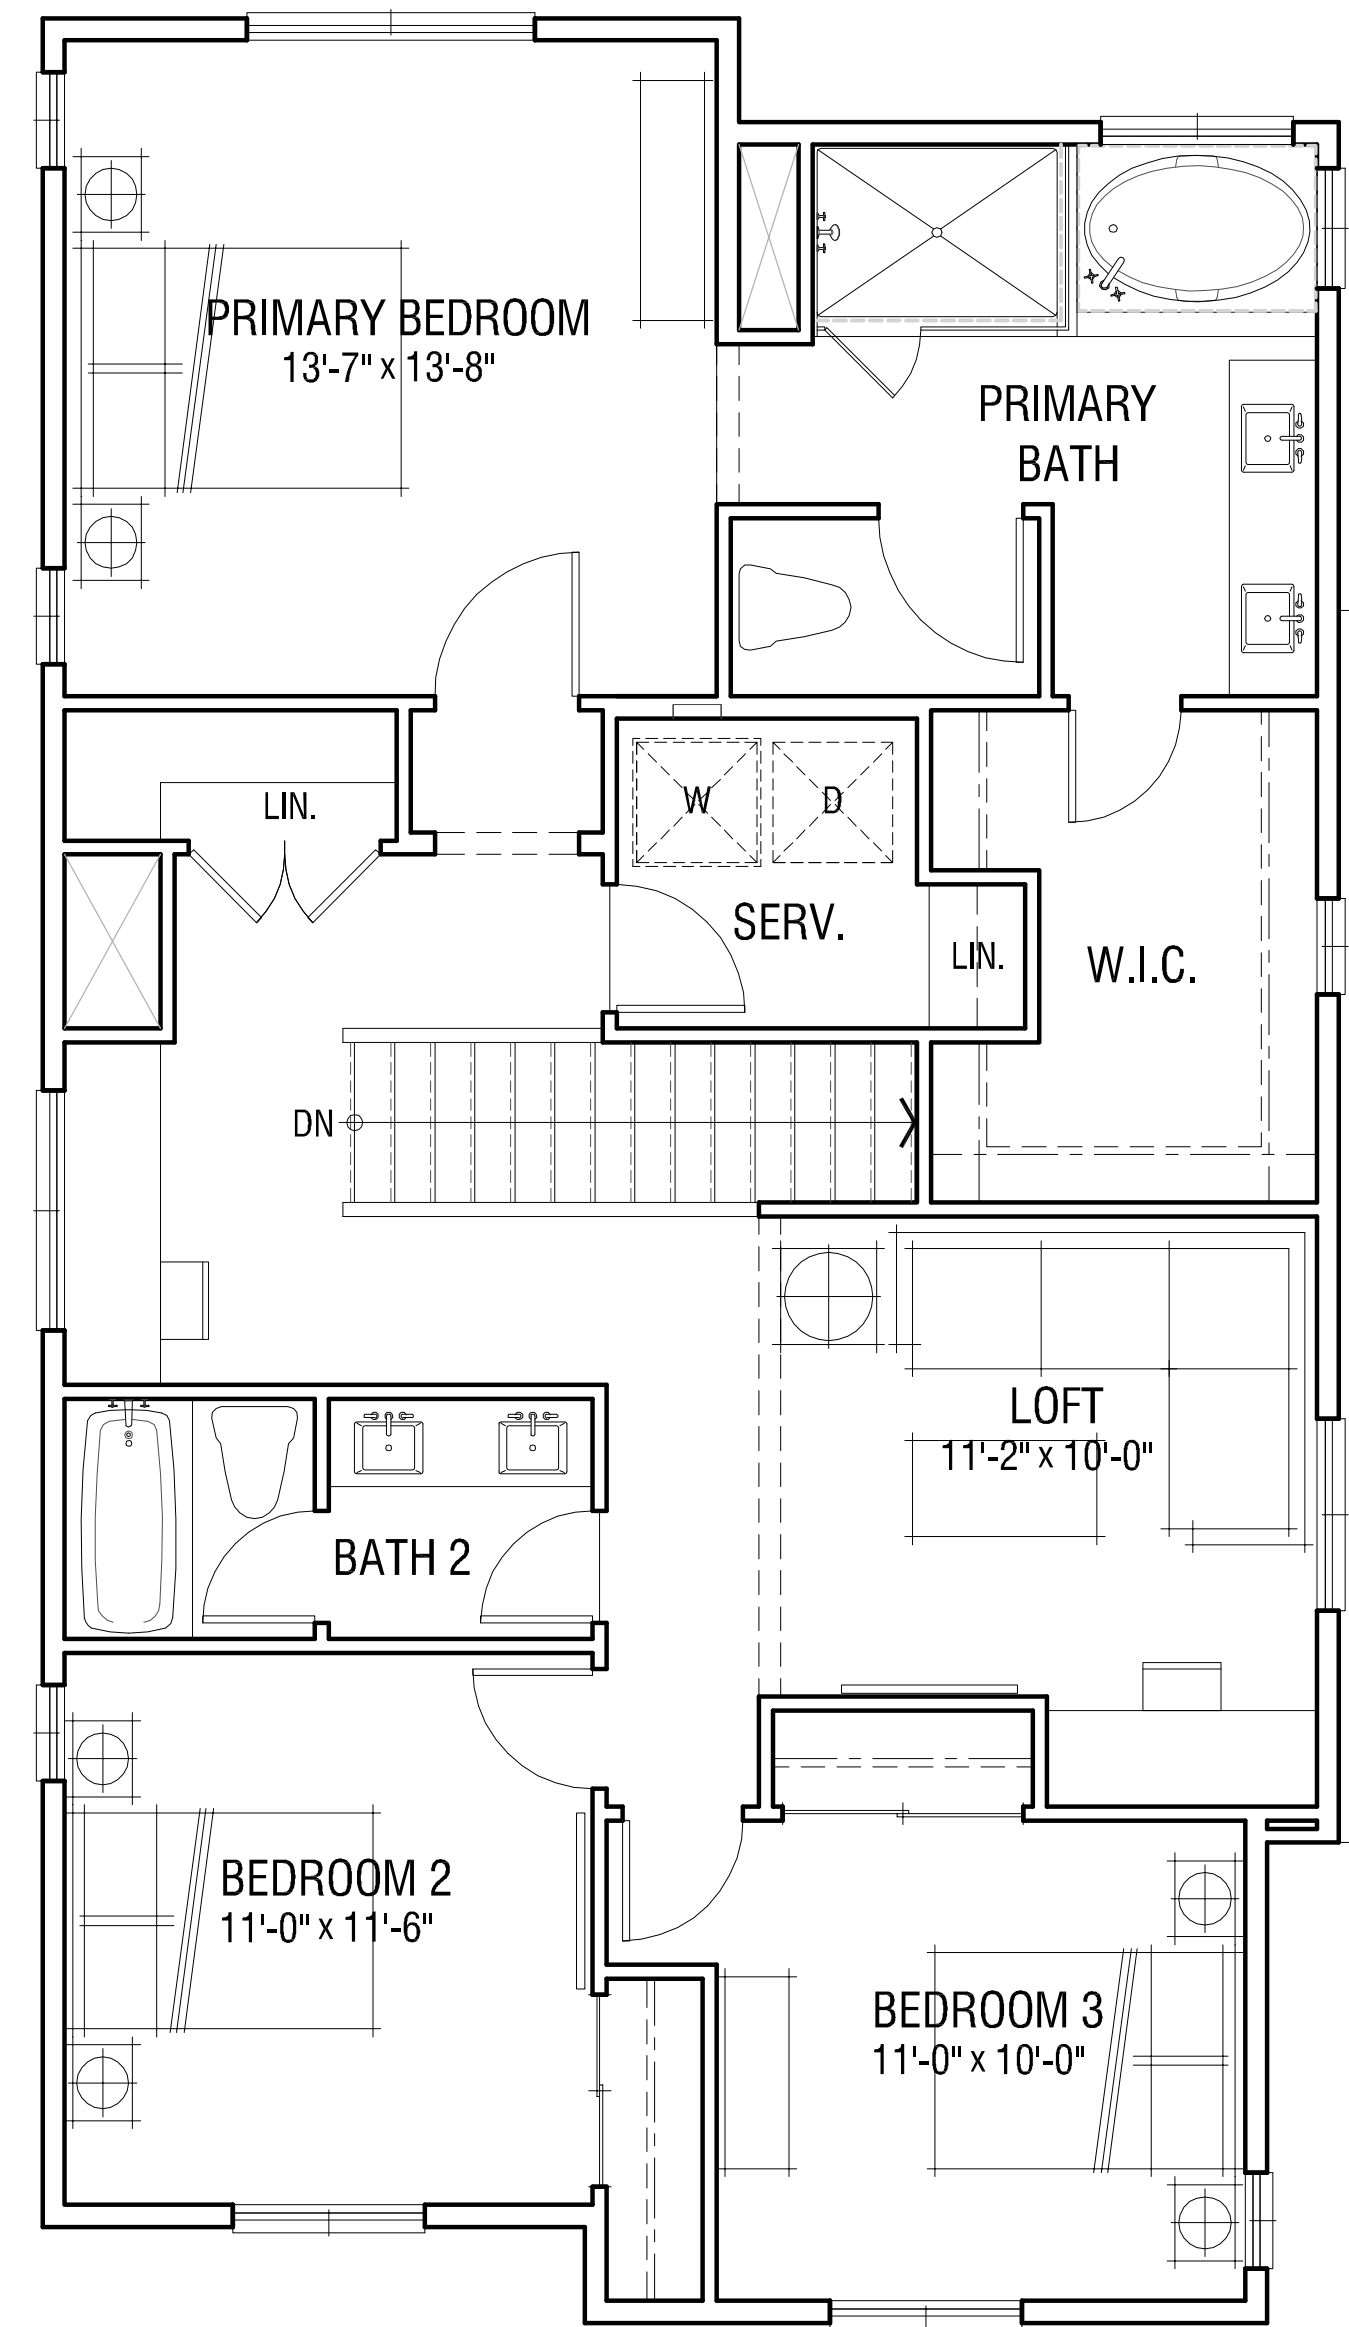 PRIMARY BEDROOM
13'-7" x 13'-8"
PRIMARY
BATH
LIN.
W
D
SERV.
LIN.
W.I.C.
DN
LOFT
11'-2" x 10'-0"
BATH 2
BEDROOM 2
11'-0" x 11'-6"
BEDROOM 3
11'-0" x 10'-0"